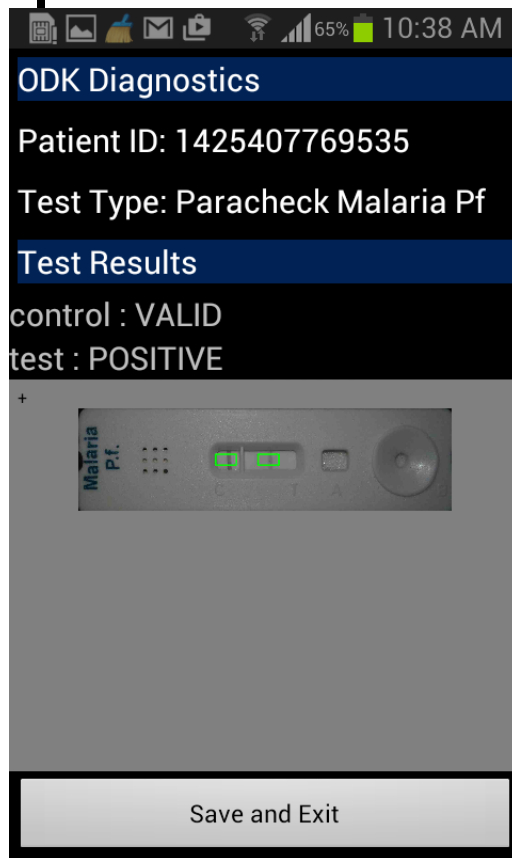 65% 10:38 AM
ODK Diagnostics
Patient ID: 1425407769535
Test Type: Paracheck Malaria Pf
Test Results
control : VALID
test : POSITIVE
+
Malaria
P.f.
C T A
Save and Exit